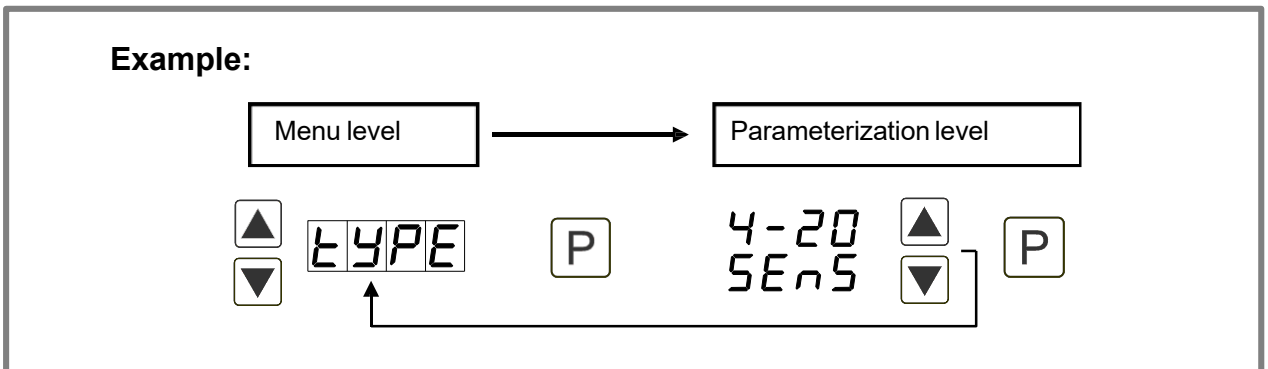 Example:
Menu level
Parameterization level
tYPE P 4-20 P
SEnS